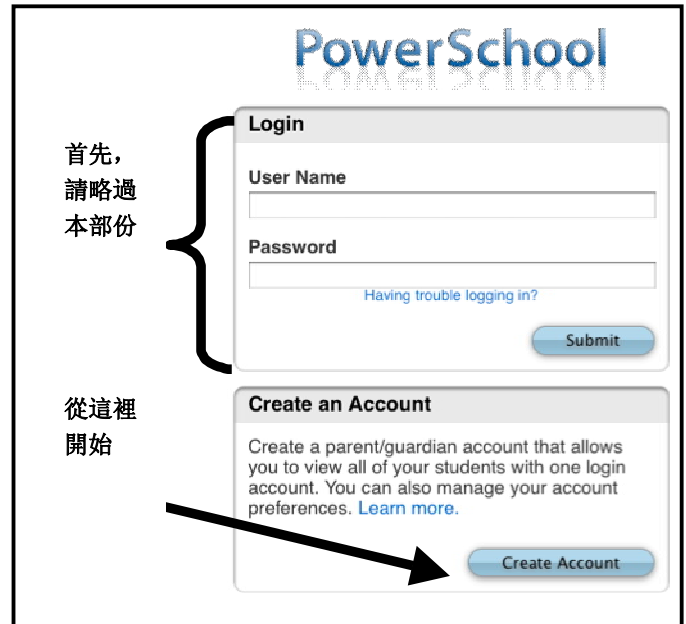 PowerSchool
首先，
請略過
本部份
Login
User Name
Password
Having trouble logging in?
Submit
從這裡
開始
Create an Account
Create a parent/guardian account that allows
you to view all of your students with one login
account. You can also manage your account
preferences. Learn more.
Create Account